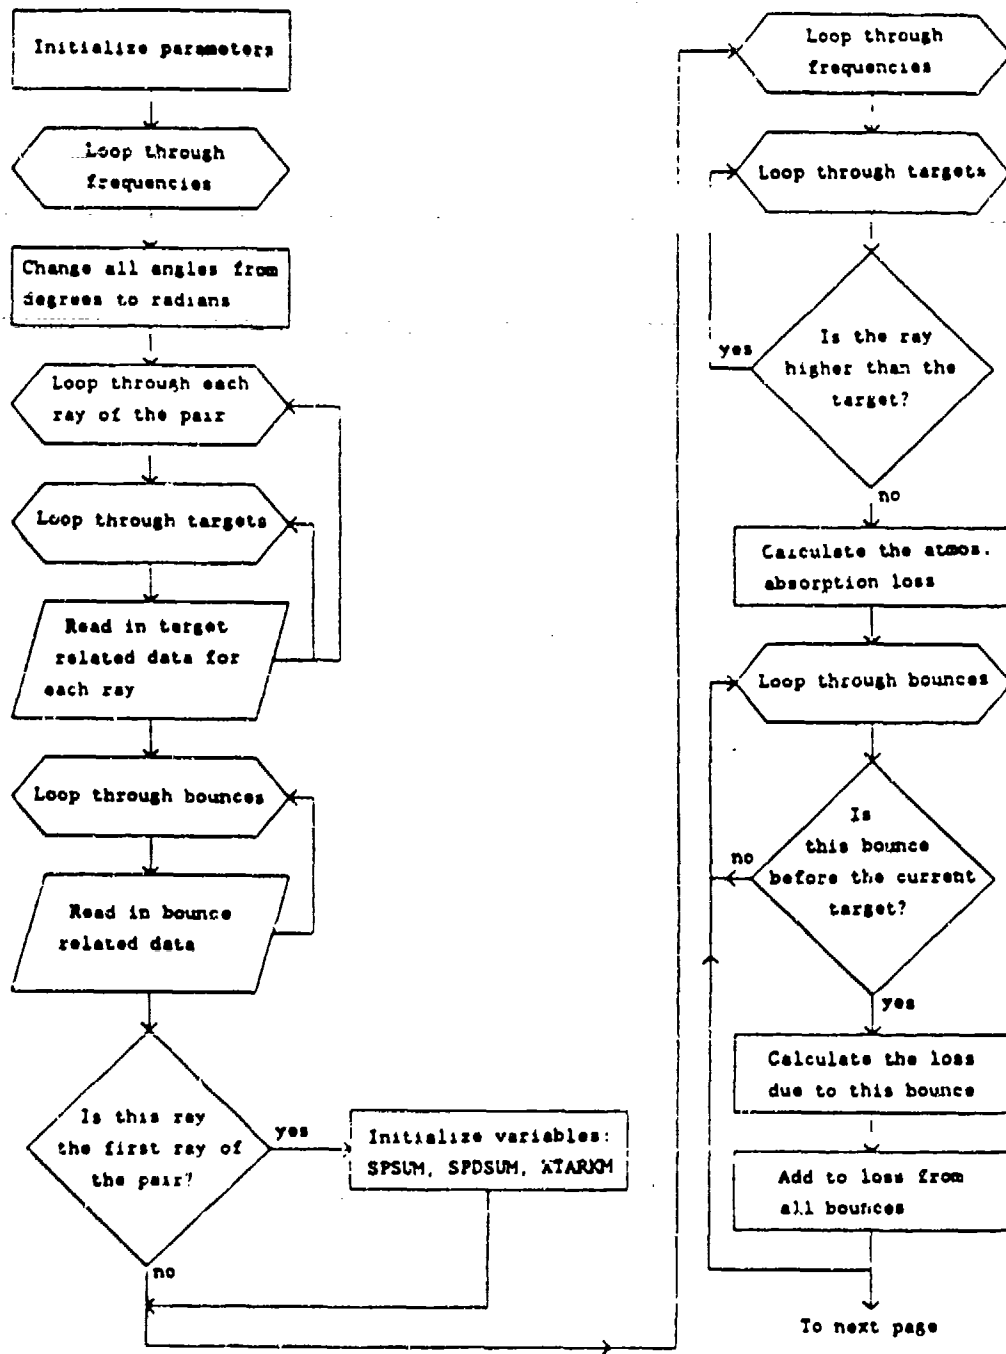 Initialize parameters
Loop through
frequencies
Change all angles from
degrees to radians
Loop through each
ray of the pair
Loop through targets
Read in target
related data for
each ray
Loop through bounces
Read in bounce
related data
Is this ray
the first ray of
the pair?
yes
Initialize variables:
SPSUM, SPDSUM, XTARKM
no
Loop through
frequencies
Loop through targets
yes
Is the ray
higher than the
target?
no
Calculate the atmos.
absorption loss
Loop through bounces
Is
this bounce
before the current
target?
no
yes
Calculate the loss
due to this bounce
Add to loss from
all bounces
To next page